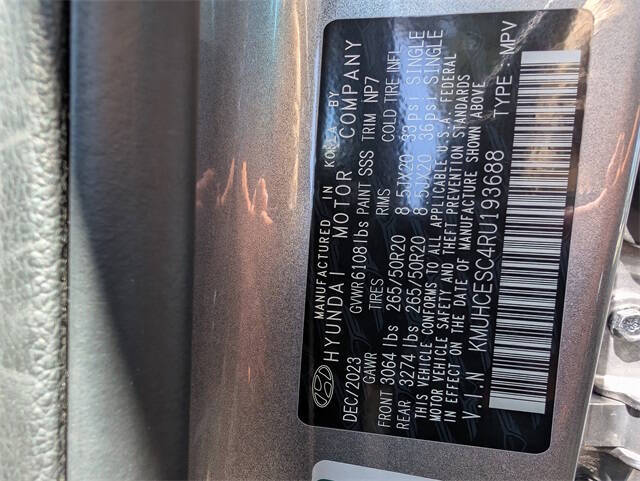 MANUFACTURED IN KOREA BY
HYUNDAI MOTOR COMPANY
DEC/2023 GVWR 6108 lbs PAINT SSS TRIM NP7
GAWR TIRES RIMS COLD TIRE INFL
FRONT 3064 lbs 265/50R20 8.5JX20 33psi SINGLE
REAR 3274 lbs 265/50R20 8.5JX20 36psi SINGLE
THIS VEHICLE CONFORMS TO ALL APPLICABLE U.S.A. FEDERAL
MOTOR VEHICLE SAFETY AND THEFT PREVENTION STANDARDS
IN EFFECT ON THE DATE OF MANUFACTURE SHOWN ABOVE
V.I.N KMUHCESC4RU193688 TYPE : MPV